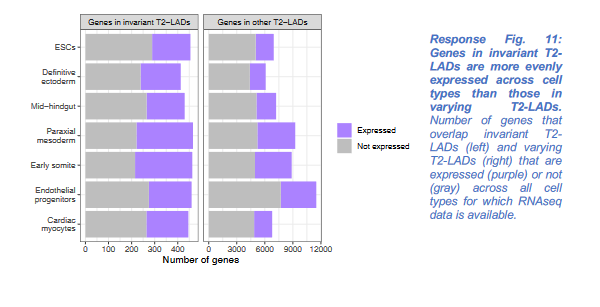 Genes in invariant T2-LADs
Genes in other T2-LADs
ESCs
Definitive
ectoderm
Mid-hindgut
Paraxial
mesoderm
Early somite
Endothelial
progenitors
Cardiac
myocytes
0 100 200 300 400
0 3000 6000 9000 12000
Number of genes
Expressed
Not expressed
Response Fig. 11:
Genes in invariant T2-
LADs are more evenly
expressed across cell
types than those in
varying T2-LADs.
Number of genes that
overlap invariant T2-
LADs (left) and varying
T2-LADs (right) that are
expressed (purple) or not
(gray) across all cell
types for which RNAseq
data is available.